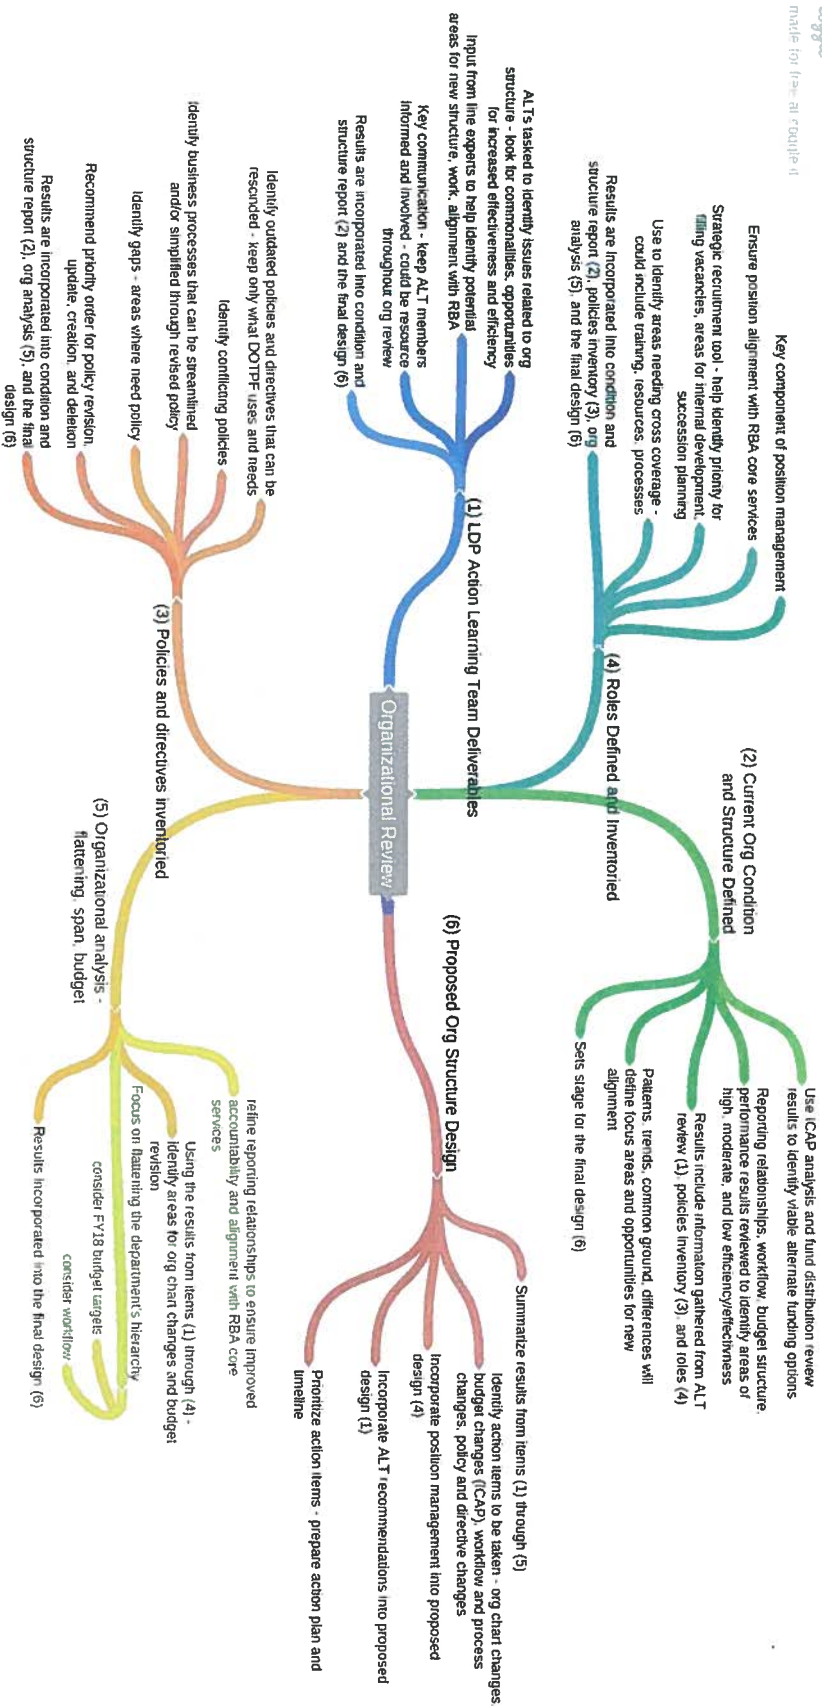 coggle
made for free at coggle.it
Organizational Review
(1) LDP Action Learning Team Deliverables
ALTs tasked to identify issues related to org
structure - look for commonalities, opportunities
for increased effectiveness and efficiency
Input from line experts to help identify potential
areas for new structure, work, alignment with RBA
Key communication - keep ALT members
informed and involved - could be resource
throughout org review
Results are incorporated into condition and
structure report (2) and the final design (6)
(4) Roles Defined and Inventoried
Key component of position management
Ensure position alignment with RBA core services
Strategic recruitment tool - help identify priority for
filling vacancies, areas for internal development,
succession planning
Use to identify areas needing cross coverage -
could include training, resources, processes
Results are incorporated into condition and
structure report (2), policies inventory (3), org
analysis (5), and the final design (6)
(2) Current Org Condition
and Structure Defined
Use ICAP analysis and fund distribution review
results to identify viable alternate funding options
Reporting relationships, workflow, budget structure,
performance results reviewed to identify areas of
high, moderate, and low efficiency/effectivness
Results include information gathered from ALT
review (1), policies inventory (3), and roles (4)
Patterns, trends, common ground, differences will
define focus areas and opportunities for new
alignment
Sets stage for the final design (6)
(6) Proposed Org Structure Design
Summarize results from items (1) through (5)
Identify action items to be taken - org chart changes,
budget changes (ICAP), workflow and process
changes, policy and directive changes
Incorporate position management into proposed
design (4)
Incorporate ALT recommendations into proposed
design (1)
Prioritize action items - prepare action plan and
timeline
(3) Policies and directives inventoried
Identify outdated policies and directives that can be
rescinded - keep only what DOTPF uses and needs
Identify conflicting policies
Identify business processes that can be streamlined
and/or simplified through revised policy
Identify gaps - areas where need policy
Recommend priority order for policy revision,
update, creation, and deletion
Results are incorporated into condition and
structure report (2), org analysis (5), and the final
design (6)
(5) Organizational analysis -
flattening, span, budget
refine reporting relationships to ensure improved
accountability and alignment with RBA core
services
Using the results from items (1) through (4) -
identify areas for org chart changes and budget
revision
Focus on flattening the department's hierarchy
consider FY18 budget targets
consider workflow
Results incorporated into the final design (6)